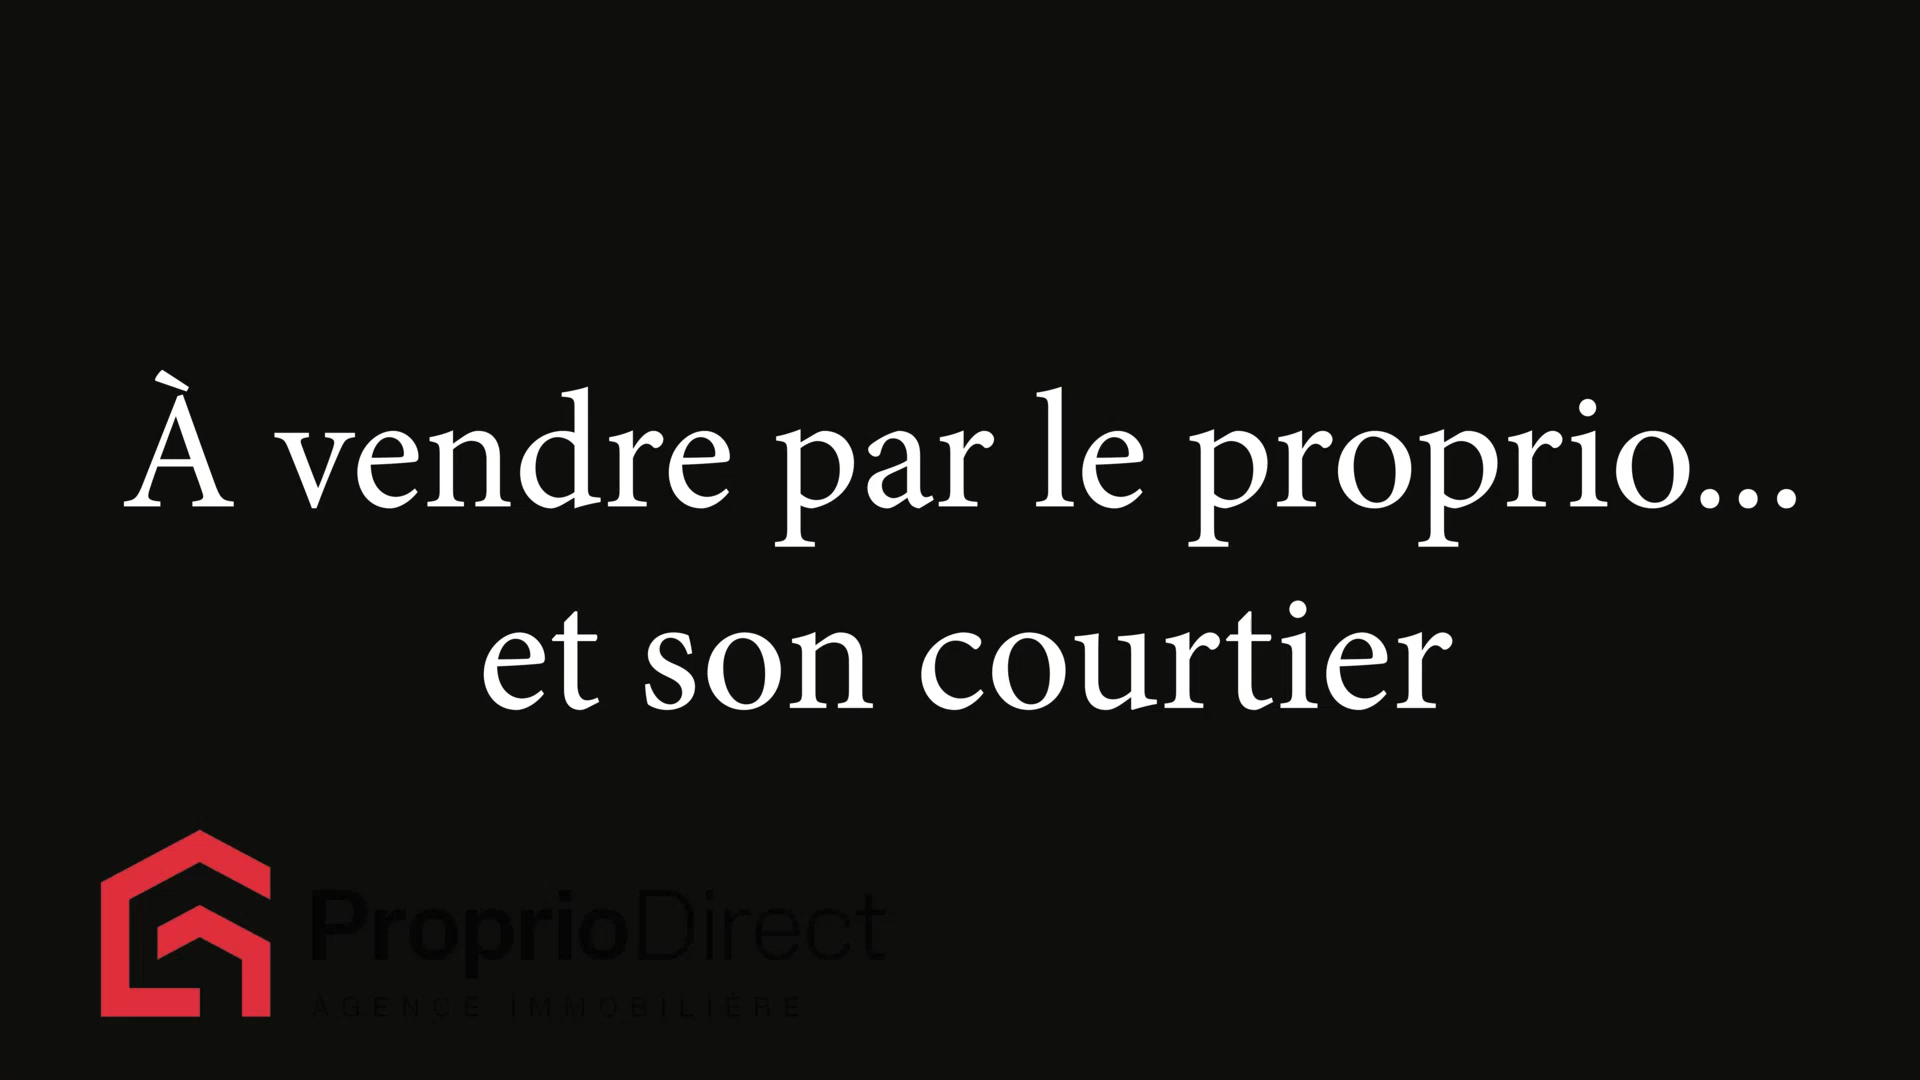 À vendre par le proprio...
et son courtier
ProprioDirect
AGENCE IMMOBILIÈRE